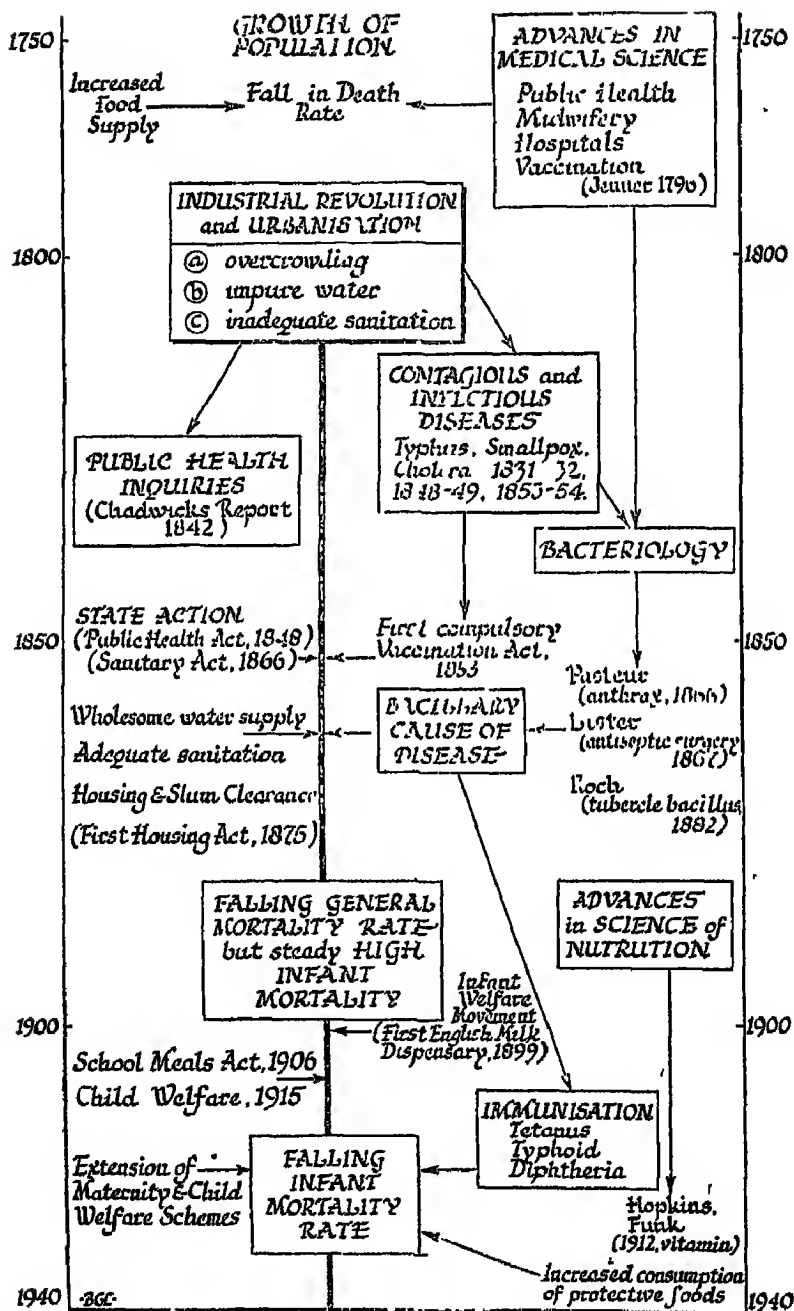 1750
GROWTH OF
POPULATION
Increased
Food
Supply
Fall in Death
Rate
ADVANCES IN
MEDICAL SCIENCE
Public Health
Midwifery
Hospitals
Vaccination
(Jenner 1796)
1750
INDUSTRIAL REVOLUTION
and URBANISATION
ⓐ overcrowding
ⓑ impure water
ⓒ inadequate sanitation
1800
1800
CONTAGIOUS and
INFECTIOUS
DISEASES
Typhus, Smallpox,
Cholera 1831 32,
1848-49, 1853-54.
PUBLIC HEALTH
INQUIRIES
(Chadwicks Report
1842)
BACTERIOLOGY
1850
STATE ACTION
(Public Health Act, 1848)
(Sanitary Act, 1866)
First compulsory
Vaccination Act,
1853
1850
Wholesome water supply
Adequate sanitation
Housing & Slum Clearance
(First Housing Act, 1875)
BACILLARY
CAUSE OF
DISEASE
Pasteur
(anthrax,
Lister
(antiseptic surgery
1867)
Koch
(tubercle bacillus,
1882)
FALLING GENERAL
MORTALITY RATE
but steady HIGH
INFANT
MORTALITY
ADVANCES
in SCIENCE of
NUTRITION
1900
Infant
Welfare
Movement
(First English Milk
Dispensary, 1899)
1900
School Meals Act, 1906
Child Welfare, 1915
IMMUNISATION
Tetanus
Typhoid
Diphtheria
Extension of
Maternity & Child
Welfare Schemes
FALLING
INFANT
MORTALITY
RATE
Hopkins,
Funk
(1912, vitamin)
Increased consumption
of protective foods
1940
-BGL-
1940